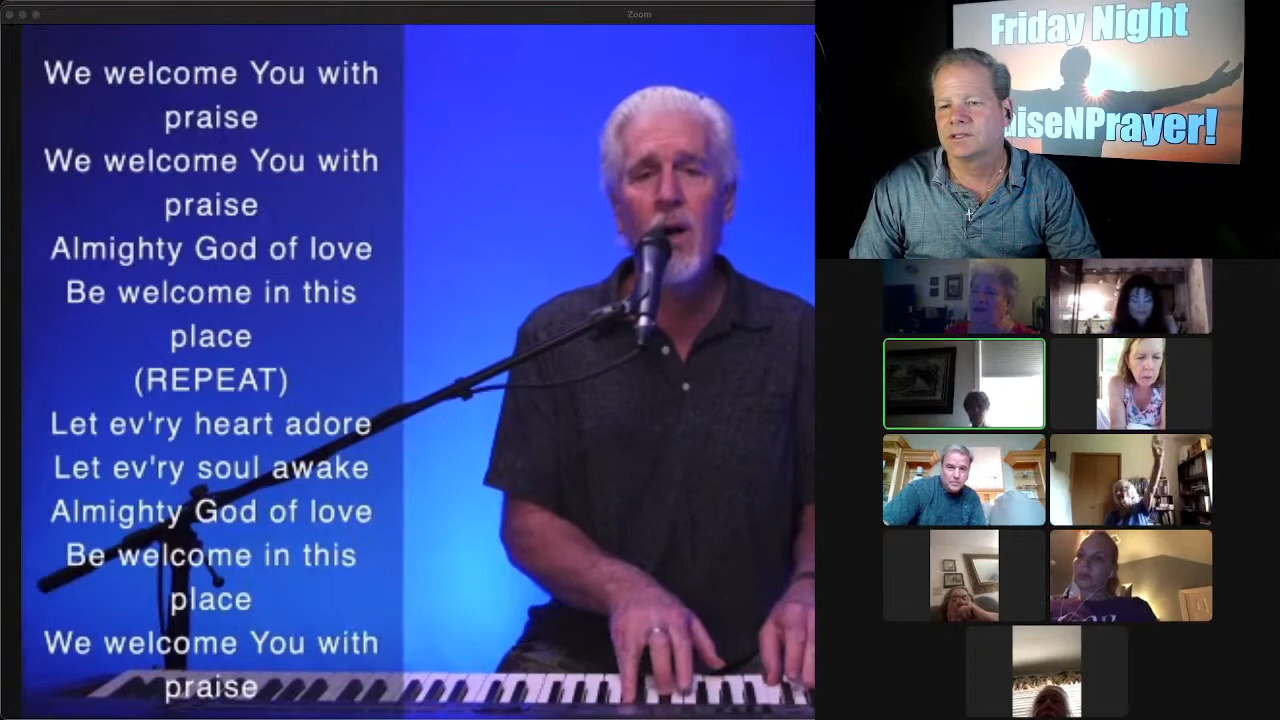 Zoom
We welcome You with
praise
We welcome You with
praise
Almighty God of love
Be welcome in this
place
(REPEAT)
Let ev'ry heart adore
Let ev'ry soul awake
Almighty God of love
Be welcome in this
place
We welcome You with
praise
Friday Night
aiseNPrayer!